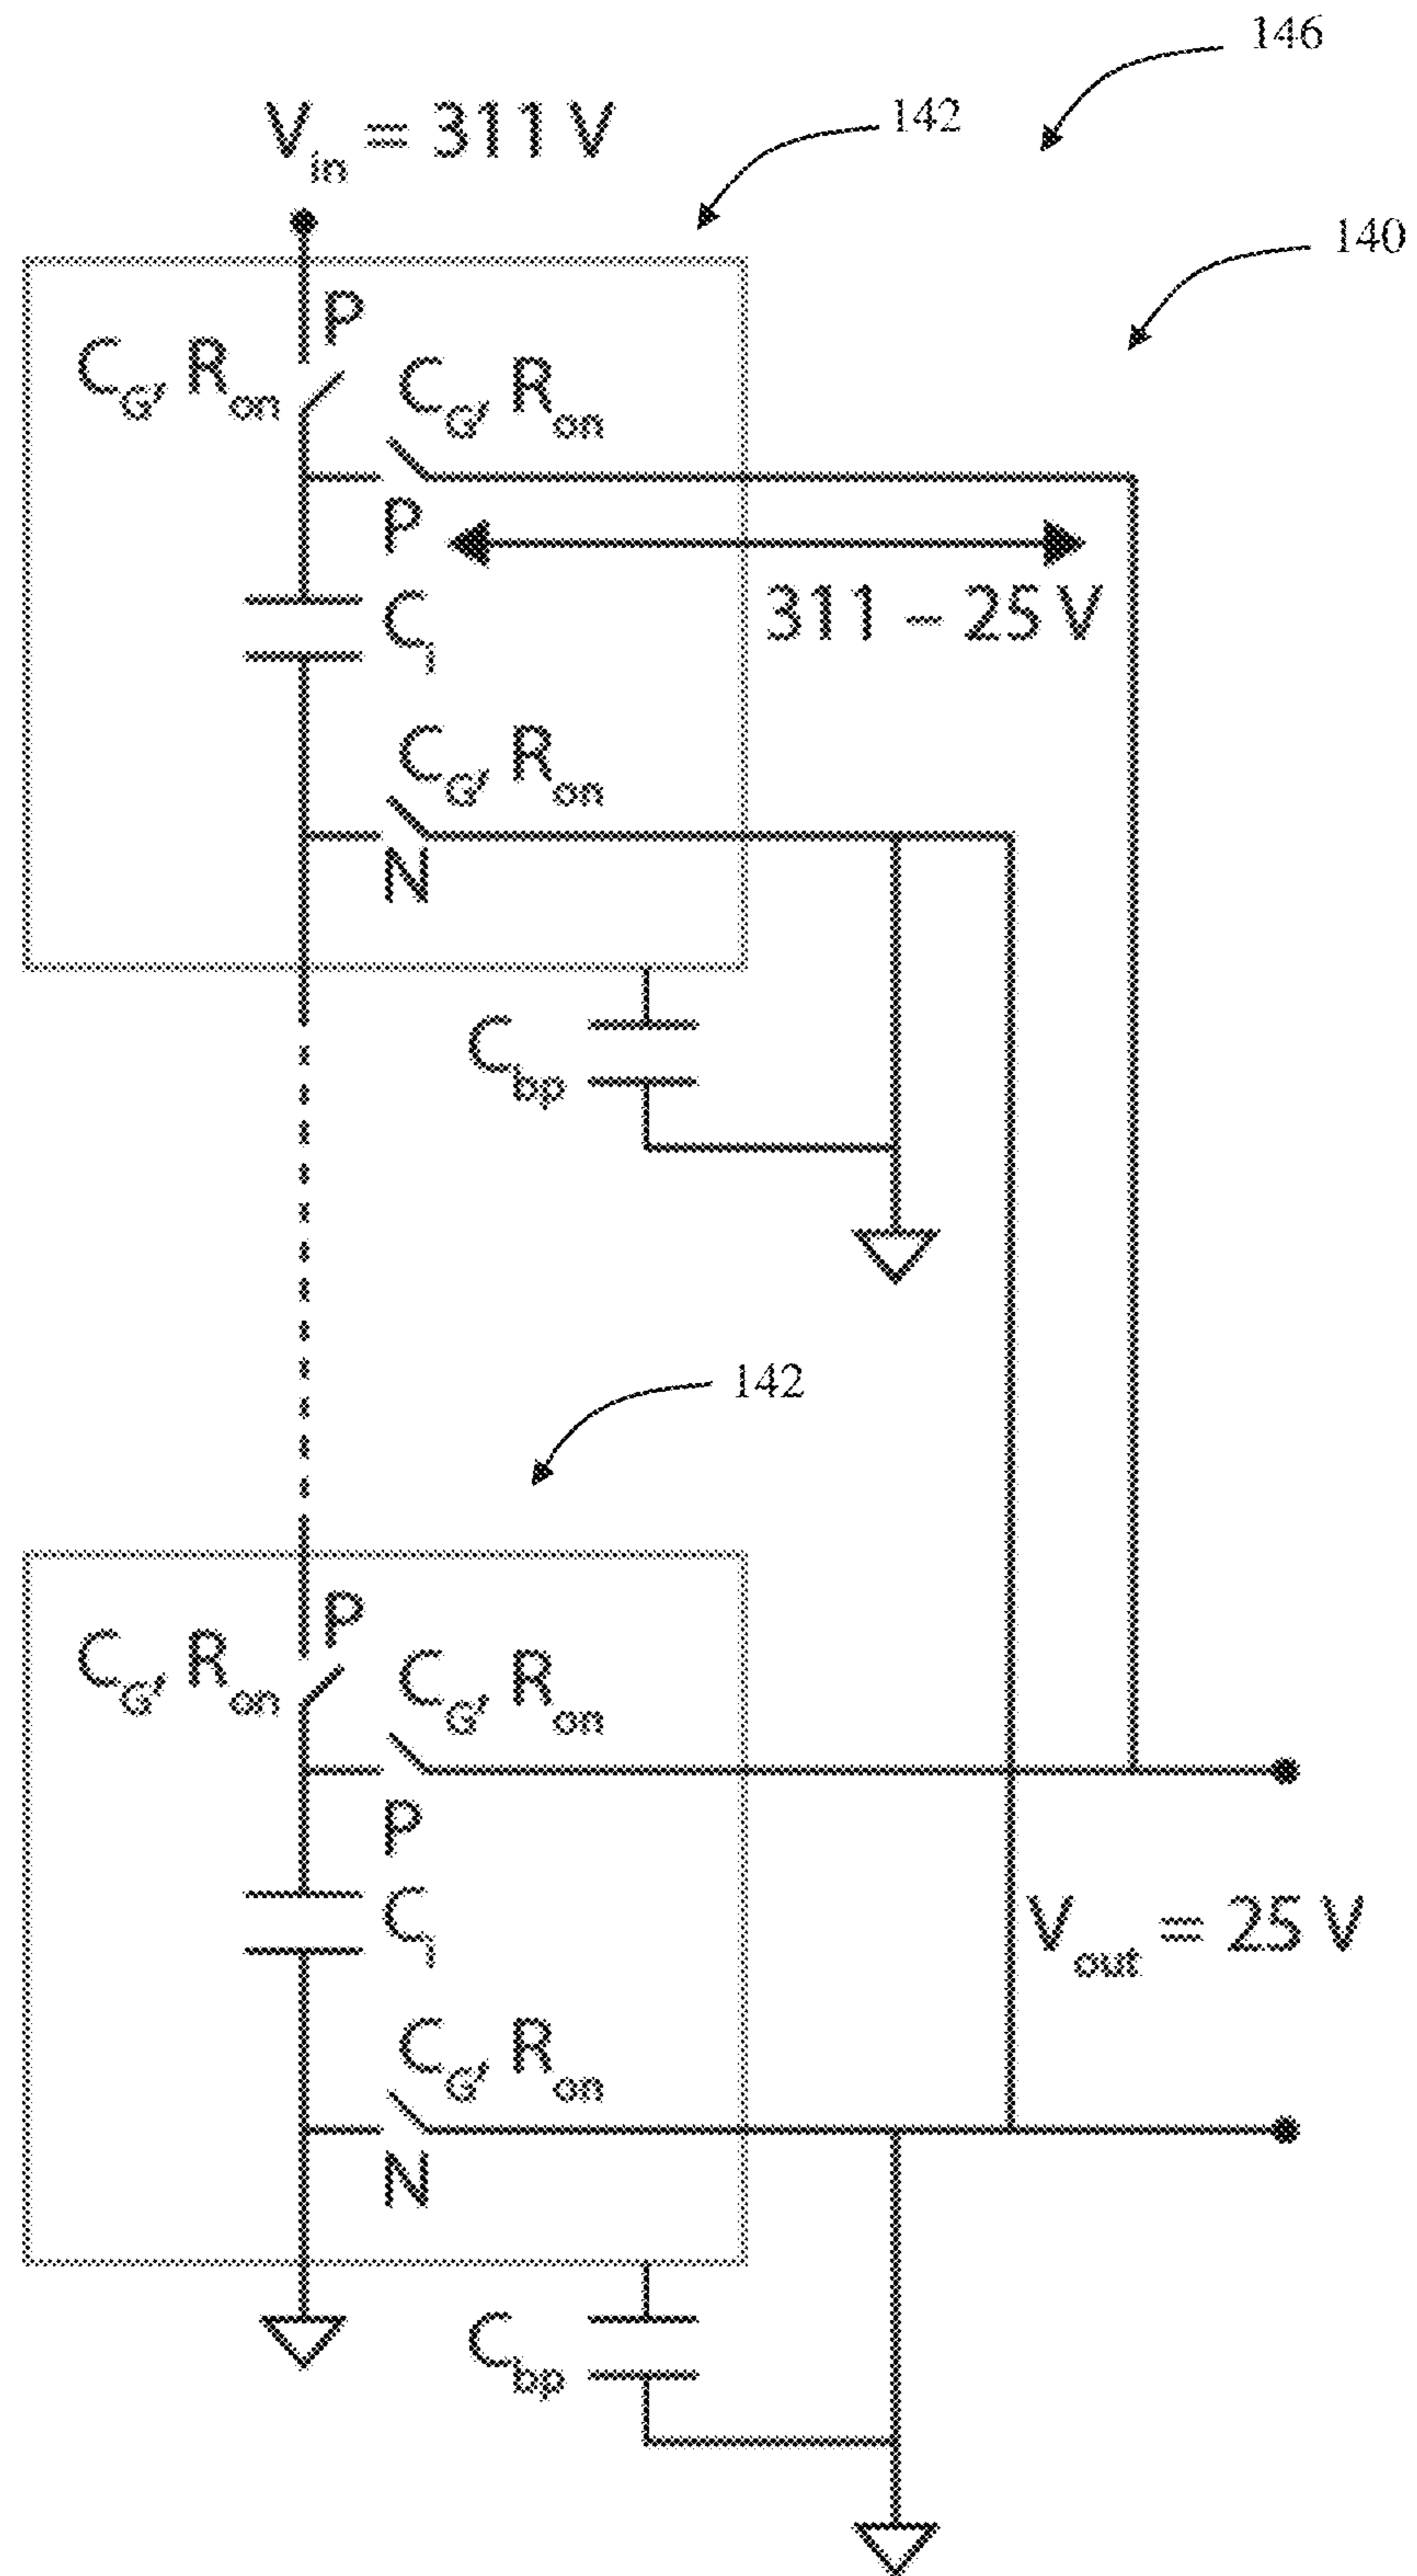 146
142
V_in = 311 V
140
P
C_G, R_on
C_G, R_on
P
311 – 25 V
C_1
C_G, R_on
N
C_bp
142
P
C_G, R_on
C_G, R_on
P
C_1
V_out = 25 V
C_G, R_on
N
C_bp